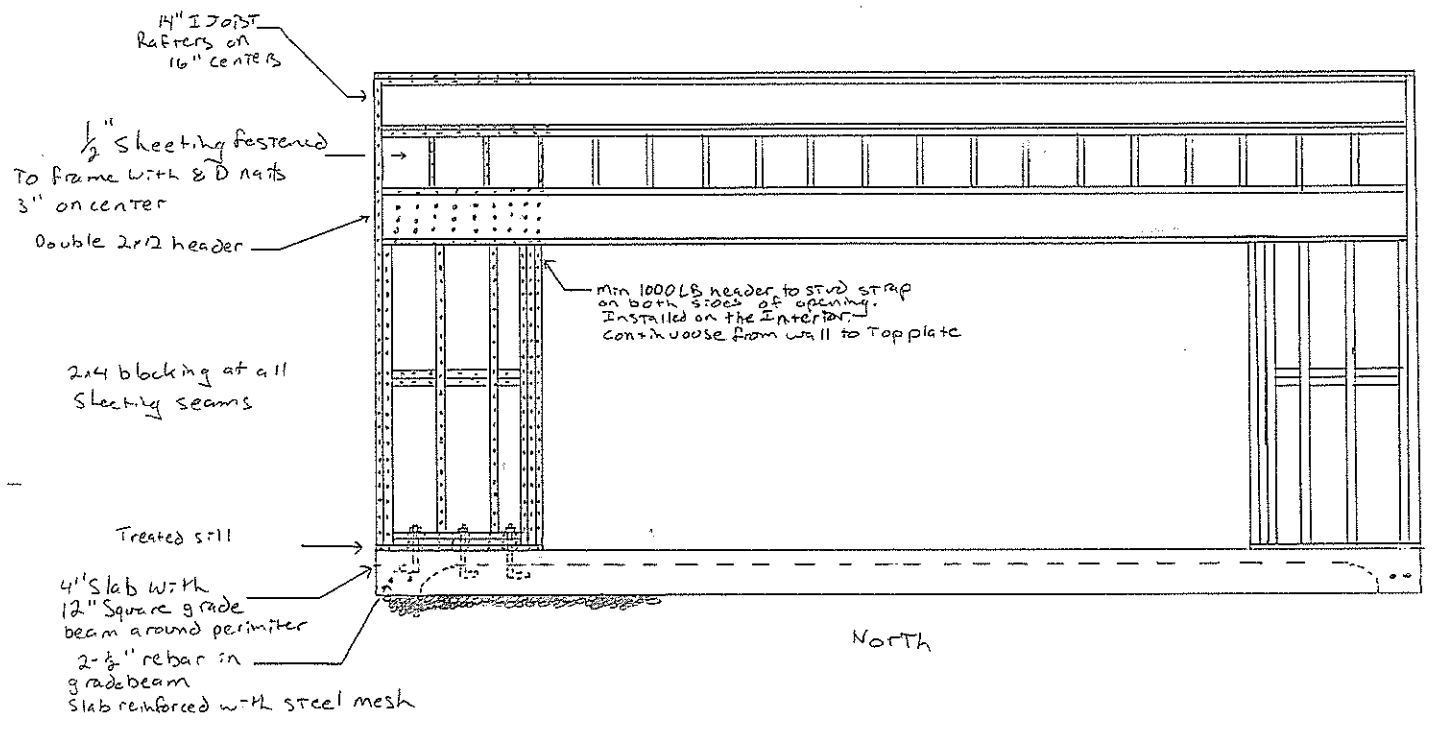 14" I JOIST
Rafters on
16" centers
1/2" Sheeting festened
To frame with 8 D nails
3" on center
Double 2x12 header
min 1000 LB header to stud strap
on both sides of opening.
Installed on the Interior.
continuouse from wall to Top plate
2x4 blocking at all
Sheeting seams
Treated sill
4" Slab with
12" Square grade
beam around perimiter
2-½" rebar in
gradebeam
Slab reinforced with steel mesh
North